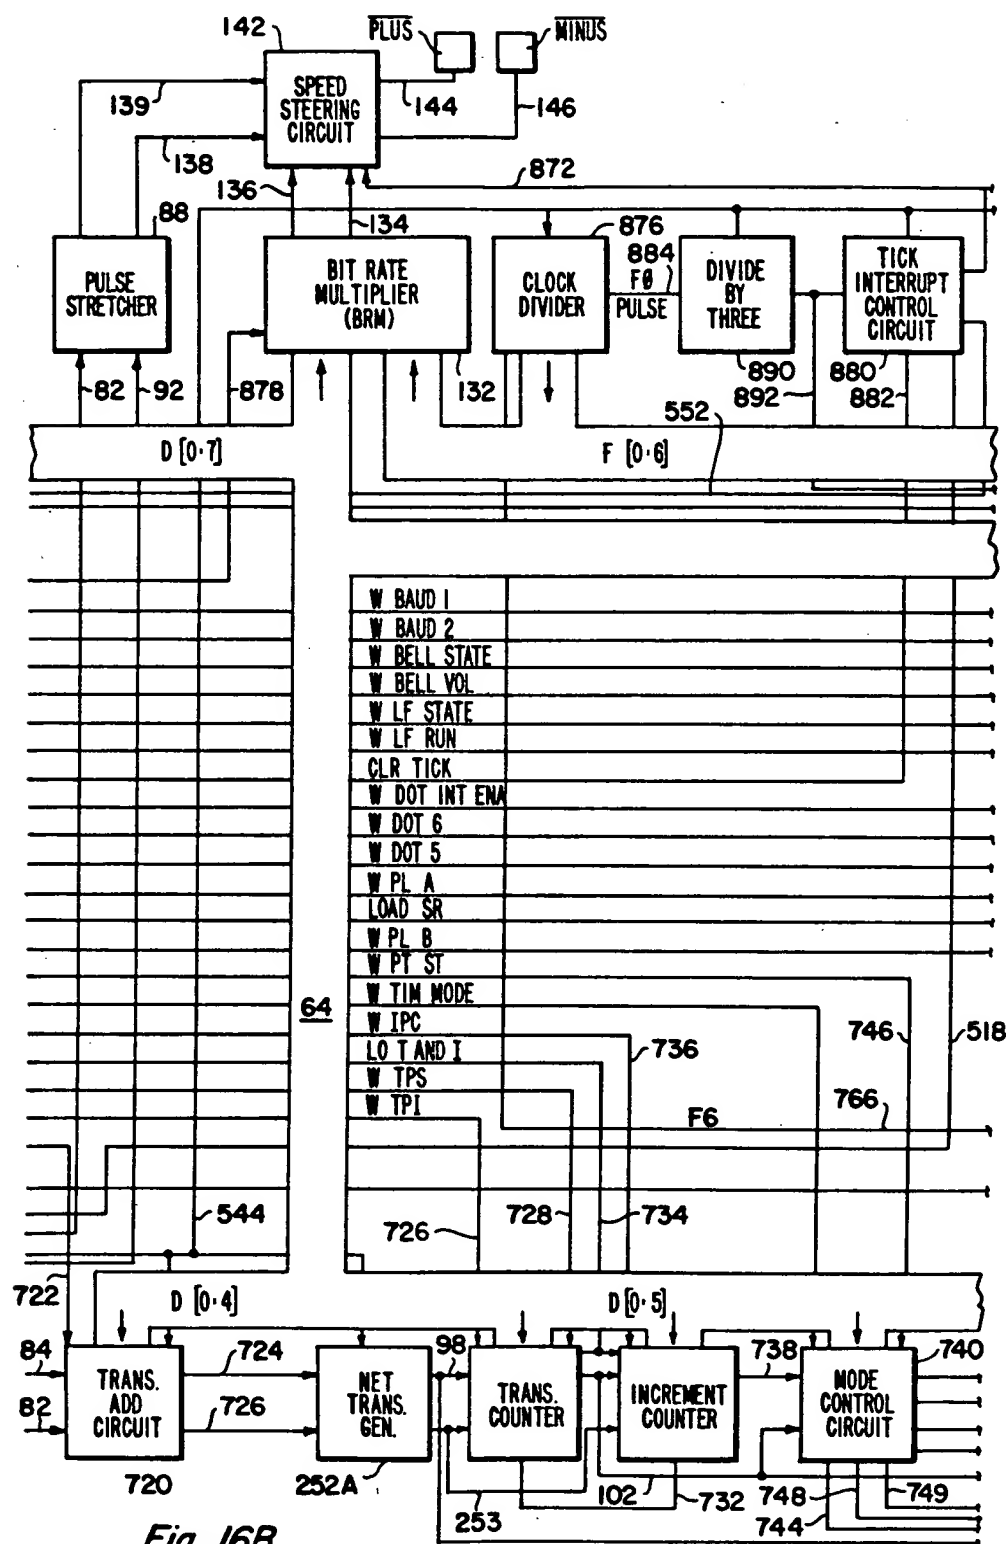 142
PLUS
MINUS
SPEED
STEERING
CIRCUIT
139
144
146
138
136
872
88
134
876
884
PULSE
STRETCHER
BIT RATE
MULTIPLIER
(BRM)
CLOCK
DIVIDER
FØ
PULSE
DIVIDE
BY
THREE
TICK
INTERRUPT
CONTROL
CIRCUIT
82
92
878
132
890
880
892
882
552
D [0·7]
F [0·6]
W BAUD 1
W BAUD 2
W BELL STATE
W BELL VOL
W LF STATE
W LF RUN
CLR TICK
W DOT INT ENA
W DOT 6
W DOT 5
W PL A
LOAD SR
W PL B
W PT ST
W TIM MODE
64
W IPC
746
518
LO T AND I
736
W TPS
W TPI
766
F6
544
726
728
734
722
D [0·4]
D [0·5]
84
724
98
738
740
TRANS.
ADD
CIRCUIT
NET
TRANS.
GEN.
TRANS.
COUNTER
INCREMENT
COUNTER
MODE
CONTROL
CIRCUIT
82
726
720
252A
253
102
732
748
749
744
Fig. 16B